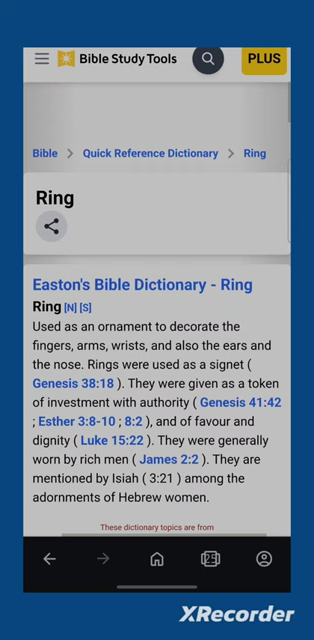 Bible Study Tools
PLUS
Bible > Quick Reference Dictionary > Ring
Ring
Easton's Bible Dictionary - Ring
Ring [N] [S]
Used as an ornament to decorate the
fingers, arms, wrists, and also the ears and
the nose. Rings were used as a signet (
Genesis 38:18 ). They were given as a token
of investment with authority ( Genesis 41:42
; Esther 3:8-10 ; 8:2 ), and of favour and
dignity ( Luke 15:22 ). They were generally
worn by rich men ( James 2:2 ). They are
mentioned by Isiah ( 3:21 ) among the
adornments of Hebrew women.
These dictionary topics are from
25
XRecorder